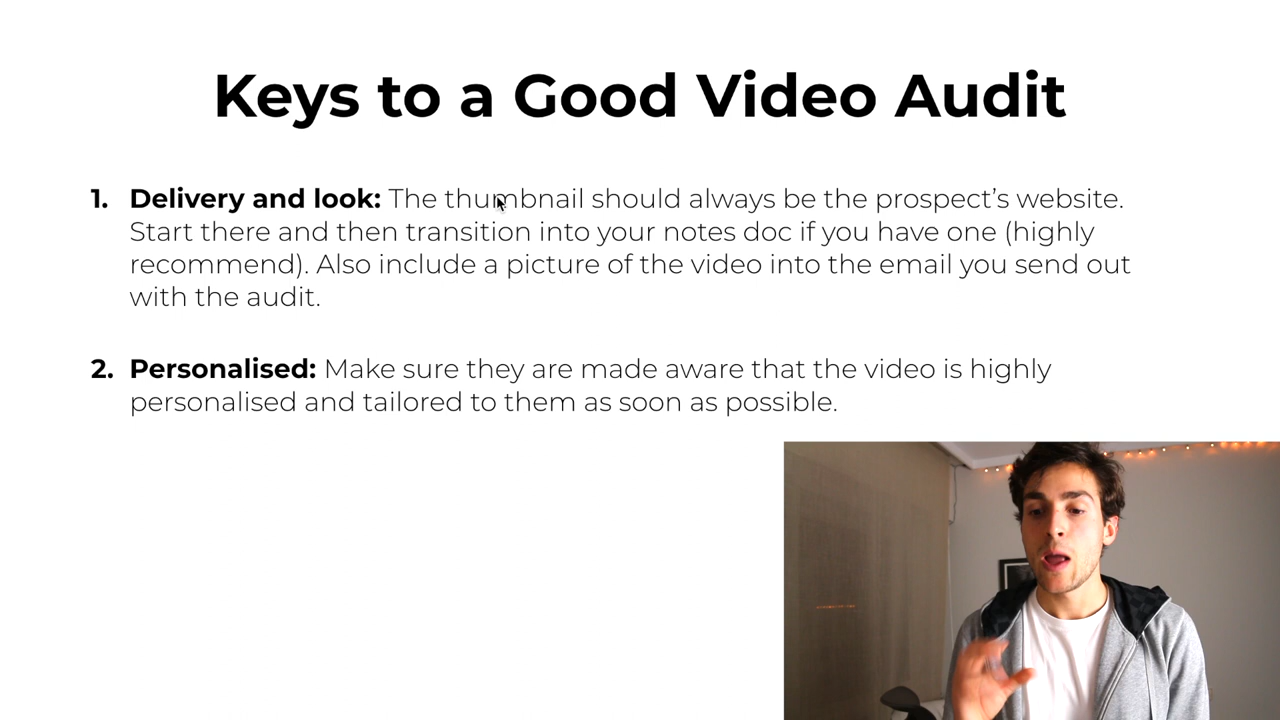 Keys to a Good Video Audit
1. Delivery and look: The thumbnail should always be the prospect’s website.
Start there and then transition into your notes doc if you have one (highly
recommend). Also include a picture of the video into the email you send out
with the audit.
2. Personalised: Make sure they are made aware that the video is highly
personalised and tailored to them as soon as possible.